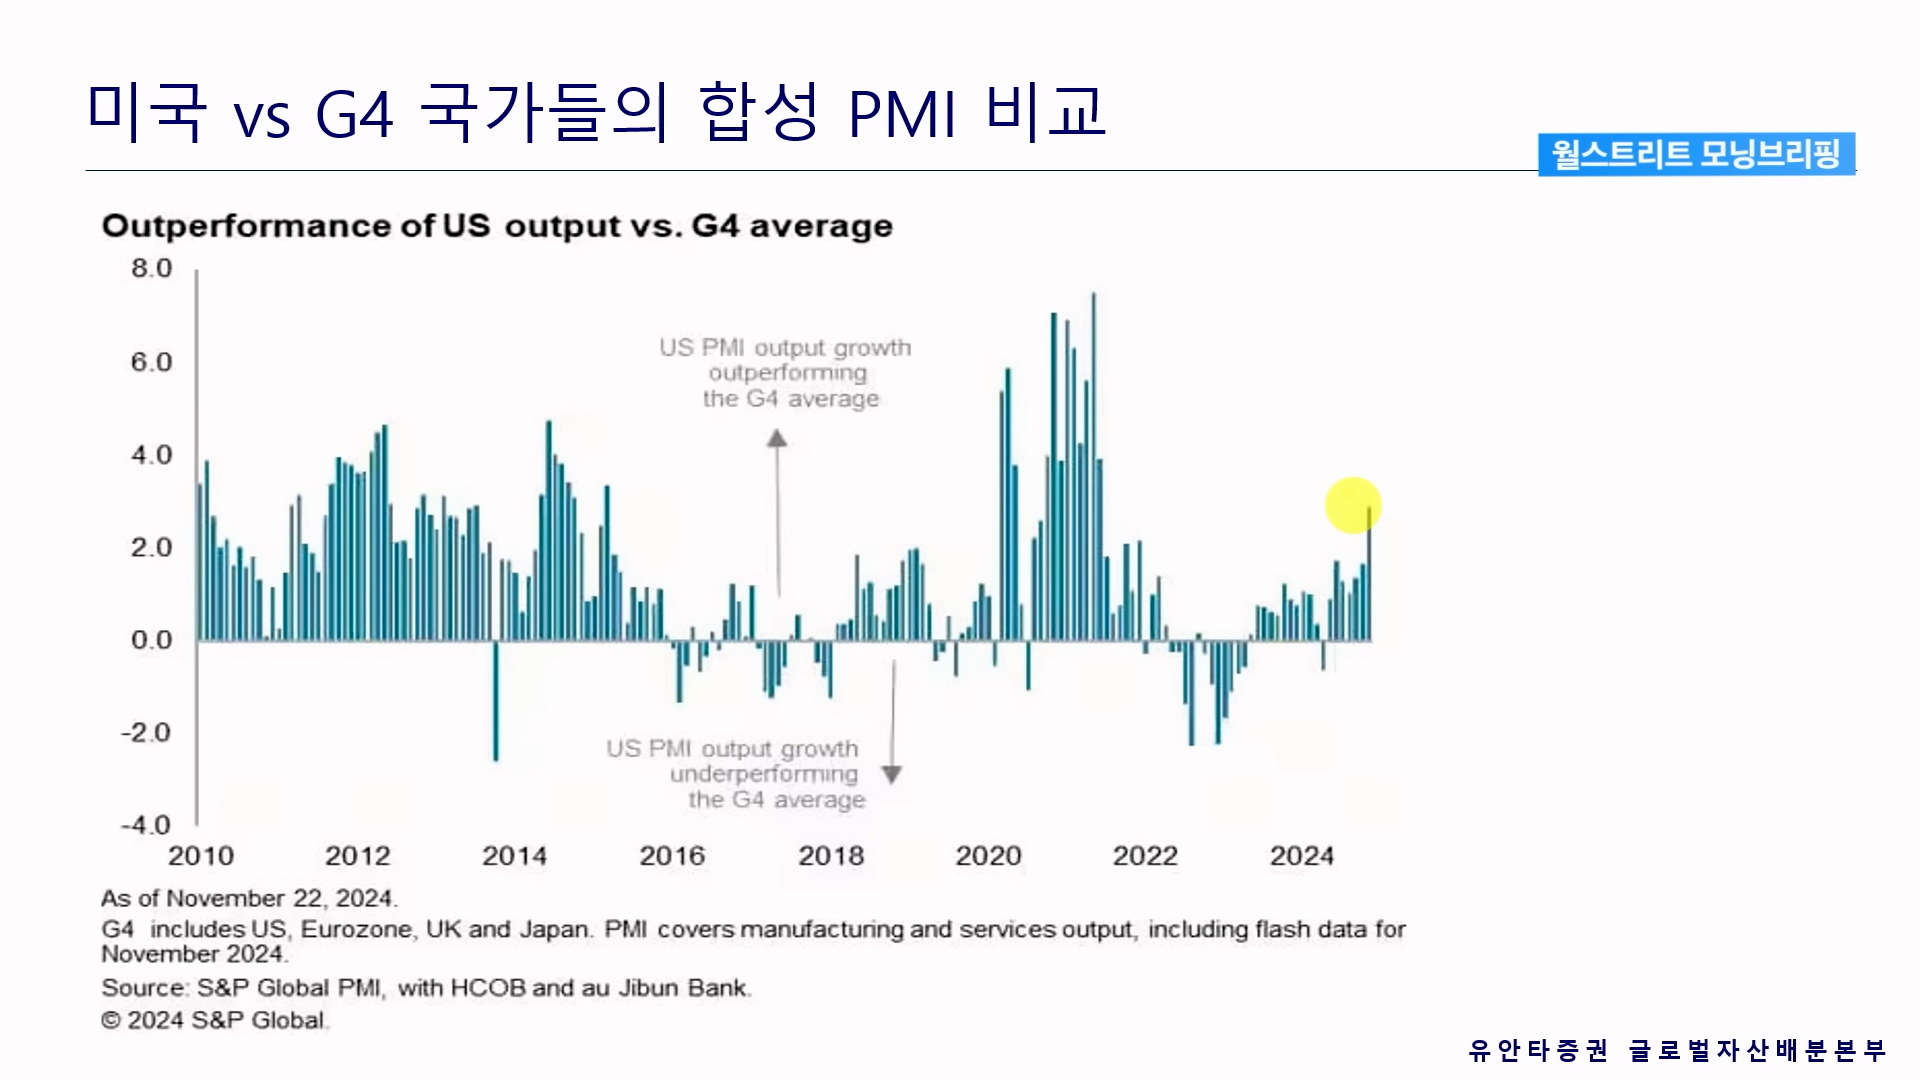 미국 vs G4 국가들의 합성 PMI 비교
월스트리트 모닝브리핑
Outperformance of US output vs. G4 average
8.0
6.0
4.0
2.0
0.0
-2.0
-4.0
US PMI output growth
outperforming
the G4 average
US PMI output growth
underperforming
the G4 average
2010 2012 2014 2016 2018 2020 2022 2024
As of November 22, 2024.
G4 includes US, Eurozone, UK and Japan. PMI covers manufacturing and services output, including flash data for
November 2024.
Source: S&P Global PMI, with HCOB and au Jibun Bank.
© 2024 S&P Global.
유안타증권 글로벌자산배분본부